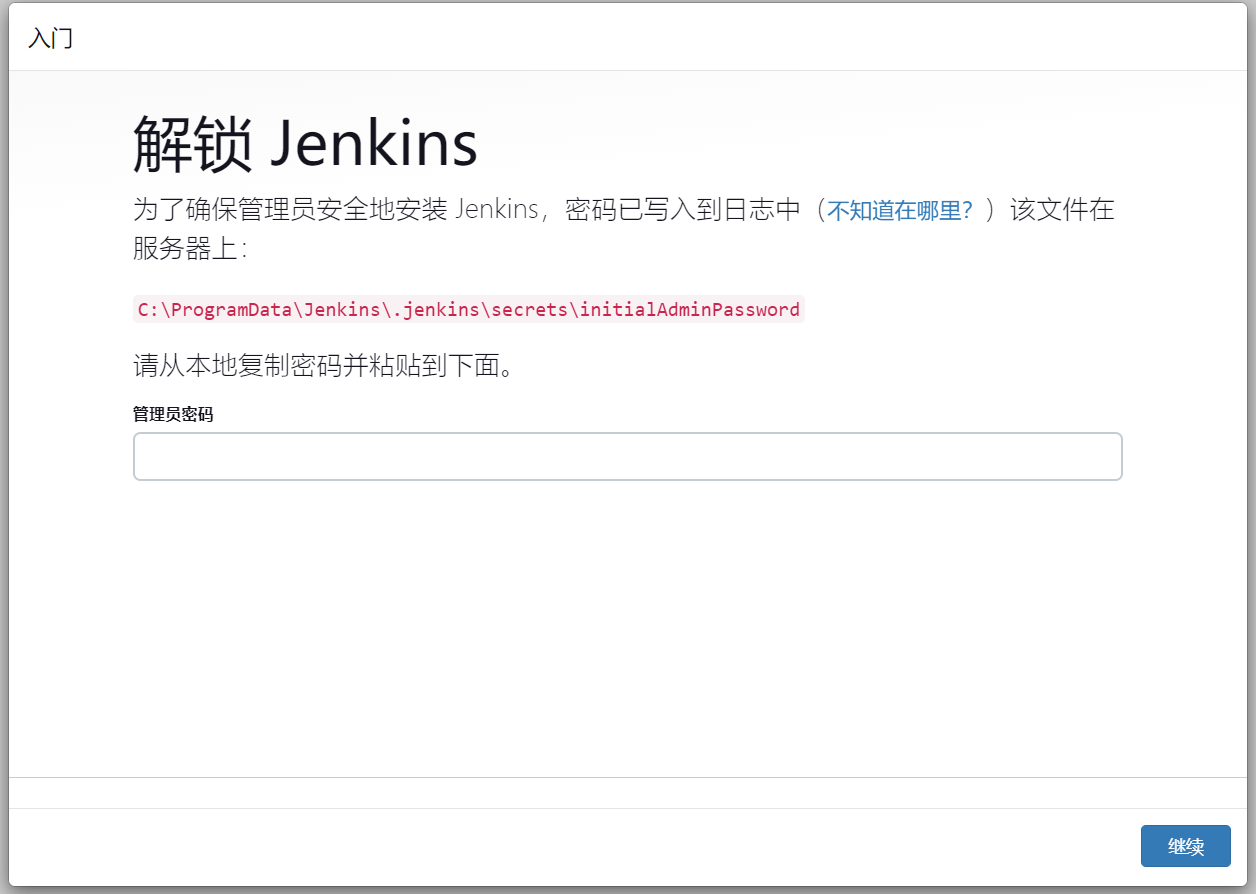 入门
解锁 Jenkins
为了确保管理员安全地安装 Jenkins，密码已写入到日志中（不知道在哪里？）该文件在
服务器上：
C:\ProgramData\Jenkins\.jenkins\secrets\initialAdminPassword
请从本地复制密码并粘贴到下面。
管理员密码
继续